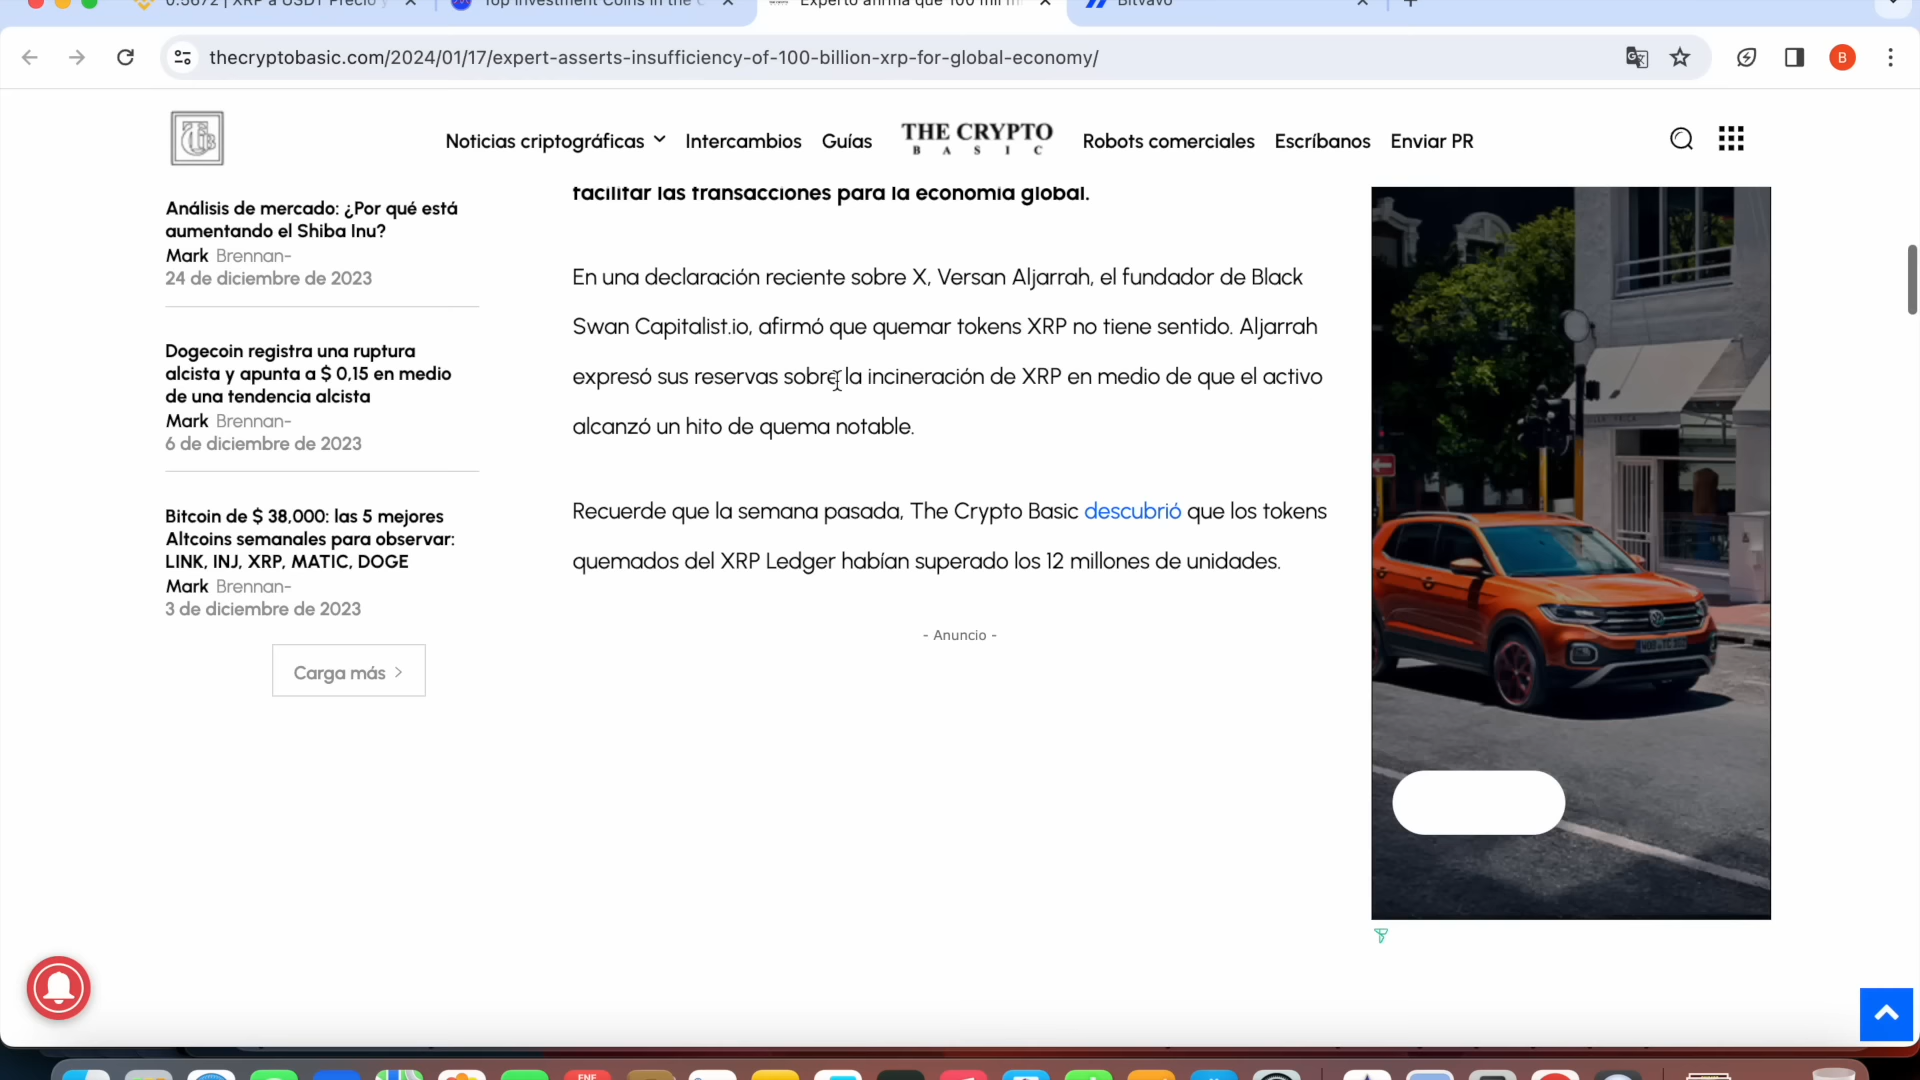 0.5672 | XRP a USDT Precio
Top Investment Coins in the C
Experto afirma que 100 mil m
Bitvavo
thecryptobasic.com/2024/01/17/expert-asserts-insufficiency-of-100-billion-xrp-for-global-economy/
B
Noticias criptográficas
Intercambios
Guías
THE CRYPTO
BASIC
Robots comerciales
Escríbanos
Enviar PR
Análisis de mercado: ¿Por qué está
aumentando el Shiba Inu?
Mark Brennan-
24 de diciembre de 2023
Dogecoin registra una ruptura
alcista y apunta a $ 0,15 en medio
de una tendencia alcista
Mark Brennan-
6 de diciembre de 2023
Bitcoin de $ 38,000: las 5 mejores
Altcoins semanales para observar:
LINK, INJ, XRP, MATIC, DOGE
Mark Brennan-
3 de diciembre de 2023
Carga más
facilitar las transacciones para la economía global.
En una declaración reciente sobre X, Versan Aljarrah, el fundador de Black
Swan Capitalist.io, afirmó que quemar tokens XRP no tiene sentido. Aljarrah
expresó sus reservas sobre la incineración de XRP en medio de que el activo
alcanzó un hito de quema notable.
Recuerde que la semana pasada, The Crypto Basic descubrió que los tokens
quemados del XRP Ledger habían superado los 12 millones de unidades.
- Anuncio -
ENE